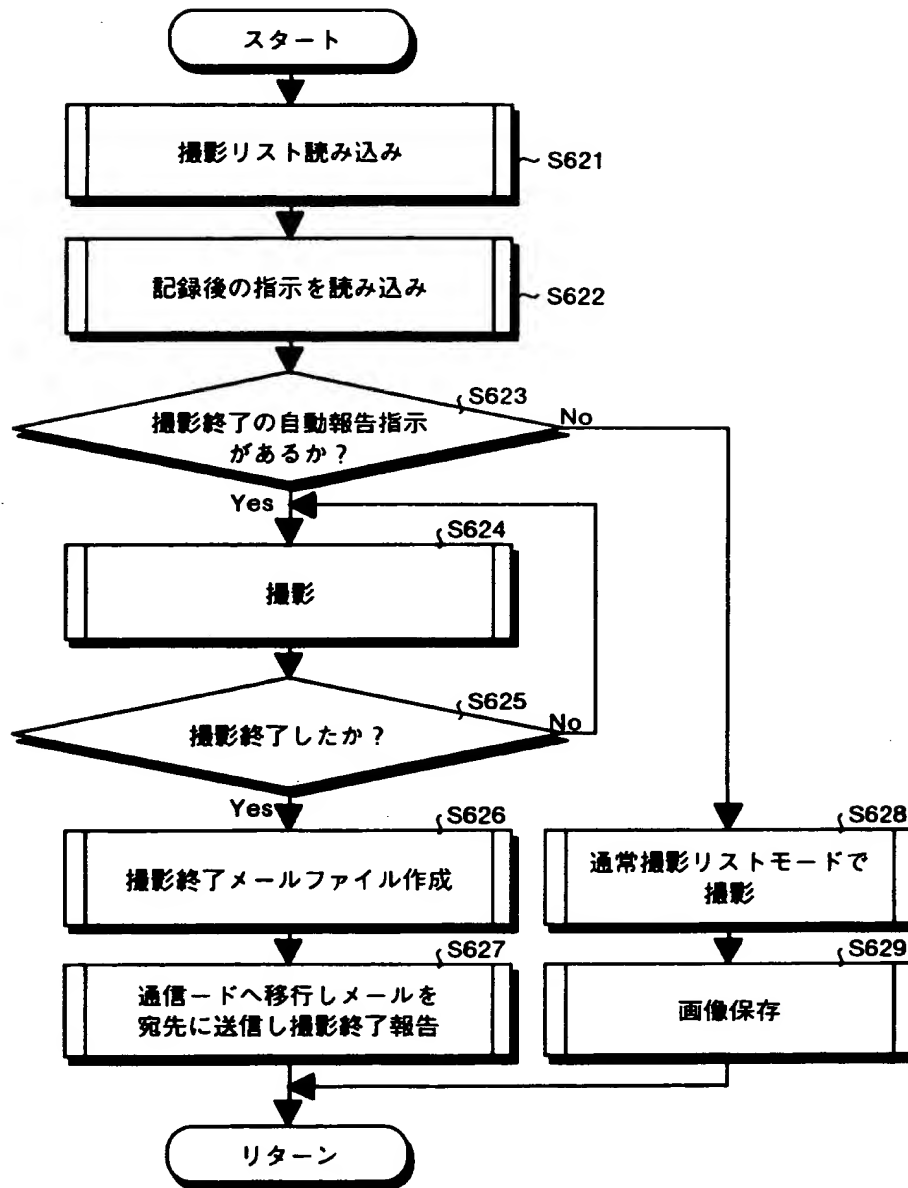 スタート
撮影リスト読み込み
S621
記録後の指示を読み込み
S622
S623
撮影終了の自動報告指示
があるか？
No
Yes
S624
撮影
S625
撮影終了したか？
No
Yes
S626
撮影終了メールファイル作成
S628
通常撮影リストモードで
撮影
S627
通信ードへ移行しメールを
宛先に送信し撮影終了報告
S629
画像保存
リターン